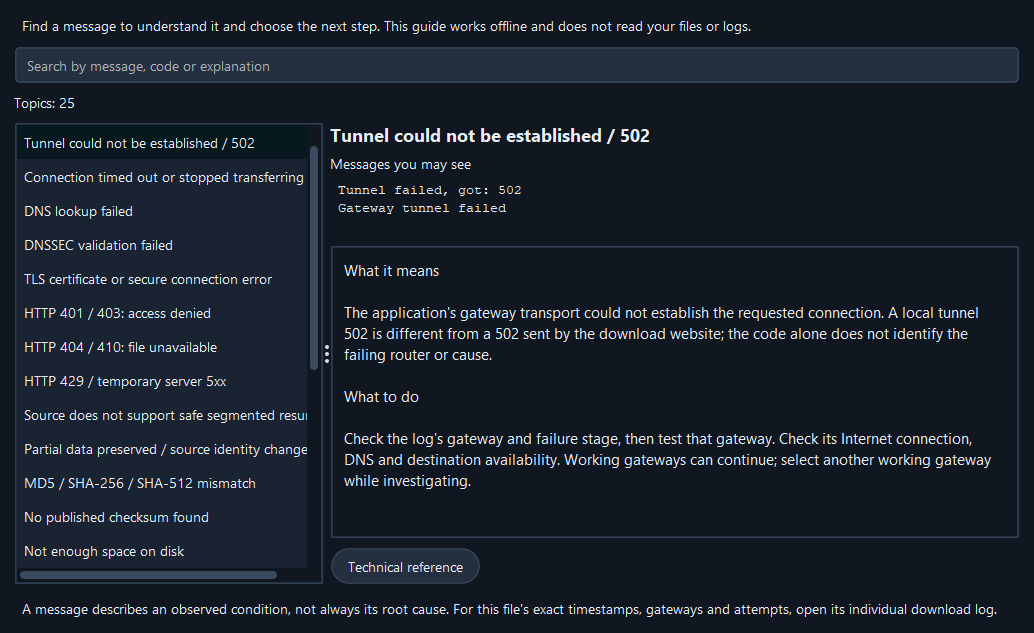 Find a message to understand it and choose the next step. This guide works offline and does not read your files or logs.
Search by message, code or explanation
Topics: 25
Tunnel could not be established / 502
Connection timed out or stopped transferring
DNS lookup failed
DNSSEC validation failed
TLS certificate or secure connection error
HTTP 401 / 403: access denied
HTTP 404 / 410: file unavailable
HTTP 429 / temporary server 5xx
Source does not support safe segmented resu
Partial data preserved / source identity change
MD5 / SHA-256 / SHA-512 mismatch
No published checksum found
Not enough space on disk
Tunnel could not be established / 502
Messages you may see
Tunnel failed, got: 502
Gateway tunnel failed
What it means
The application's gateway transport could not establish the requested connection. A local tunnel
502 is different from a 502 sent by the download website; the code alone does not identify the
failing router or cause.
What to do
Check the log's gateway and failure stage, then test that gateway. Check its Internet connection,
DNS and destination availability. Working gateways can continue; select another working gateway
while investigating.
Technical reference
A message describes an observed condition, not always its root cause. For this file's exact timestamps, gateways and attempts, open its individual download log.